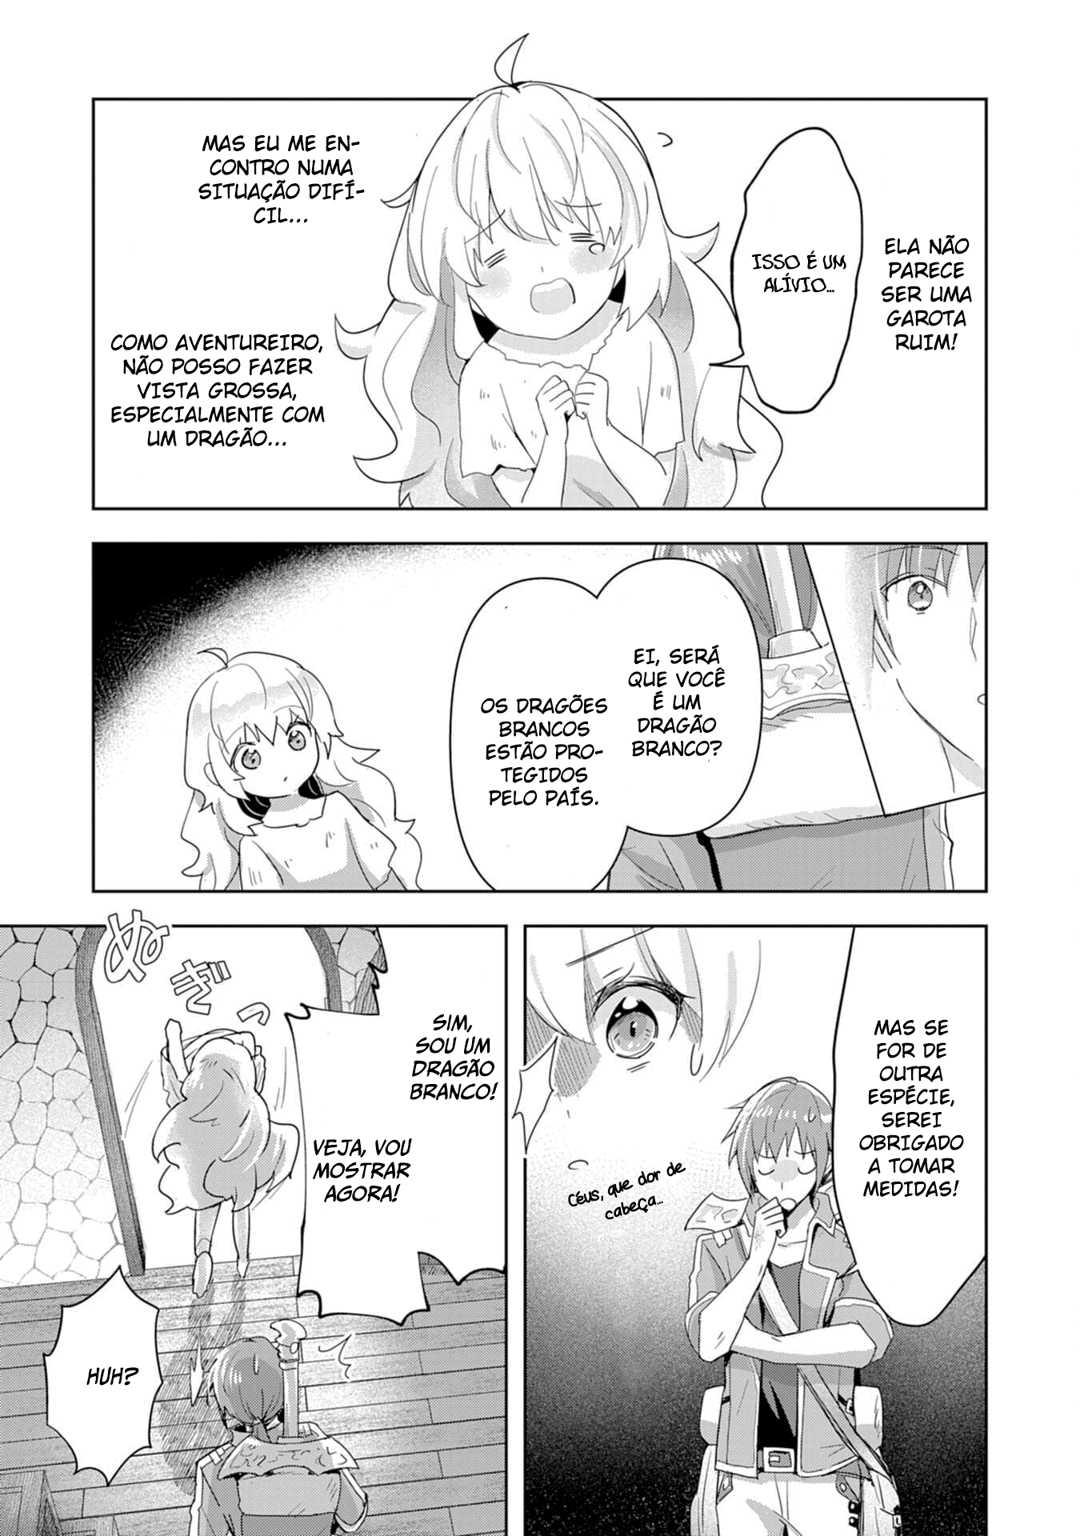 ELA NÃO
PARECE
SER UMA
GAROTA
RUIM!
ISSO É UM
ALÍVIO...
MAS EU ME EN-
CONTRO NUMA
SITUAÇÃO DIFÍ-
CIL...
COMO AVENTUREIRO,
NÃO POSSO FAZER
VISTA GROSSA,
ESPECIALMENTE COM
UM DRAGÃO...
EI, SERÁ
QUE VOCÊ
É UM
DRAGÃO
BRANCO?
OS DRAGÕES
BRANCOS
ESTÃO PRO-
TEGIDOS
PELO PAÍS.
MAS SE
FOR DE
OUTRA
ESPÉCIE,
SEREI
OBRIGADO
A TOMAR
MEDIDAS!
Céus, que dor de
cabeça...
SIM,
SOU UM
DRAGÃO
BRANCO!
VEJA, VOU
MOSTRAR
AGORA!
ぬぎっ
HUH?